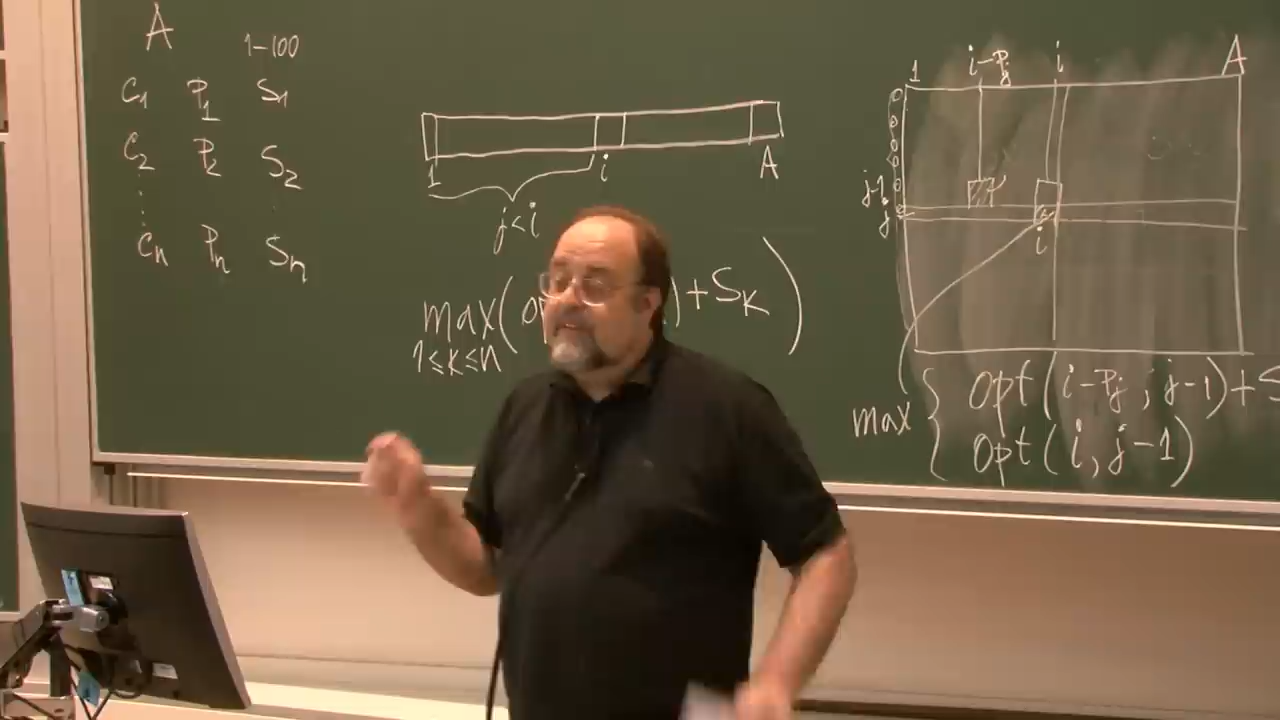 A
1-100
C1 P1 S1
C2 P2 S2
Cn Pn Sn
1 i A
j<i
max( ) + SK
1≤k≤n
1 i-Pj i A
j-1
j
i
max { opt(i-Pj, j-1)+S
opt(i, j-1)